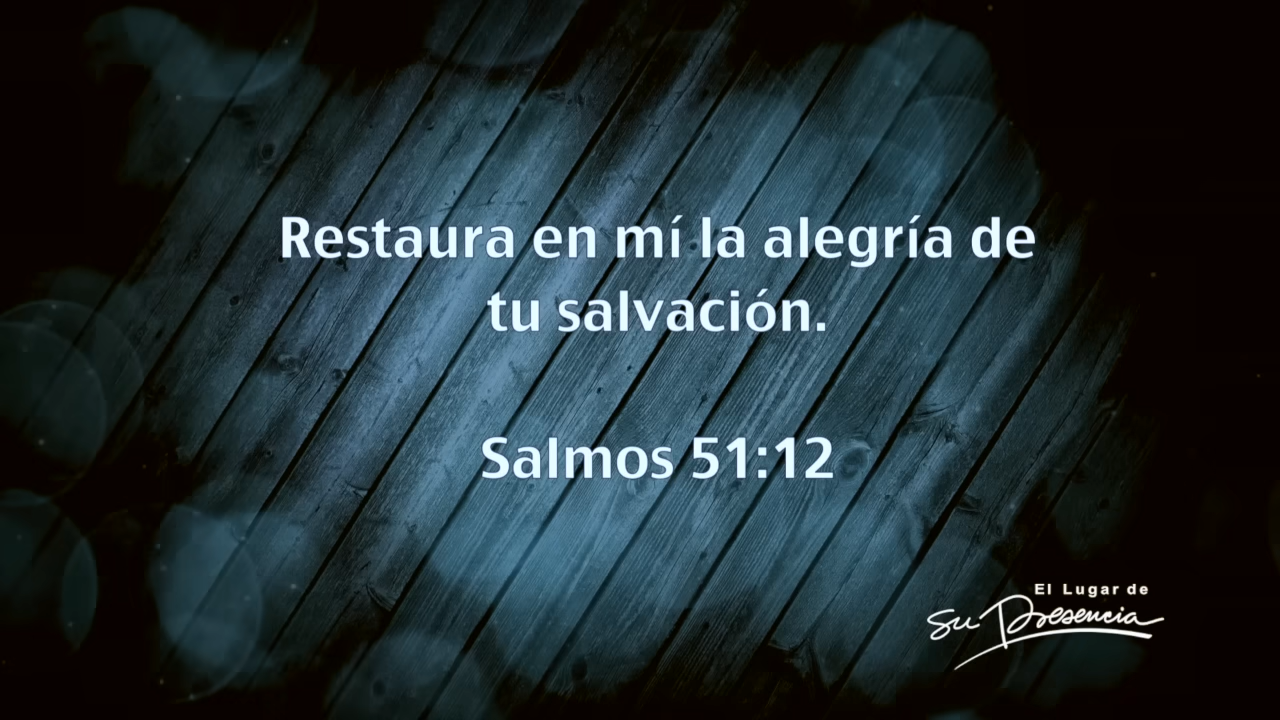 Restaura en mí la alegría de
tu salvación.
Salmos 51:12
El Lugar de
Su Presencia